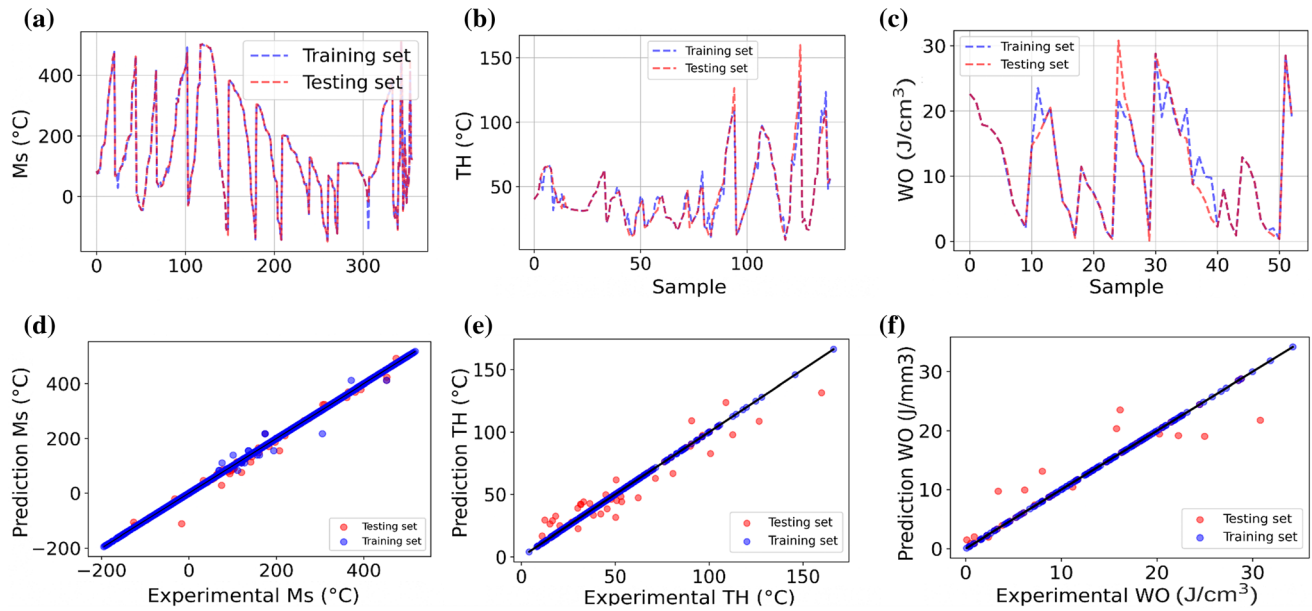 (a)
Ms (°C)
400
200
0
0
100
200
300
Training set
Testing set
(b)
TH (°C)
150
100
50
0
50
100
Sample
Training set
Testing set
(c)
WO (J/cm³)
30
20
10
0
0
10
20
30
40
50
Sample
Training set
Testing set
(d)
Prediction Ms (°C)
400
200
0
−200
−200
0
200
400
Experimental Ms (°C)
Testing set
Training set
(e)
Prediction TH (°C)
150
100
50
0
0
50
100
150
Experimental TH (°C)
Testing set
Training set
(f)
Prediction WO (J/mm3)
30
20
10
0
0
10
20
30
Experimental WO (J/cm³)
Testing set
Training set